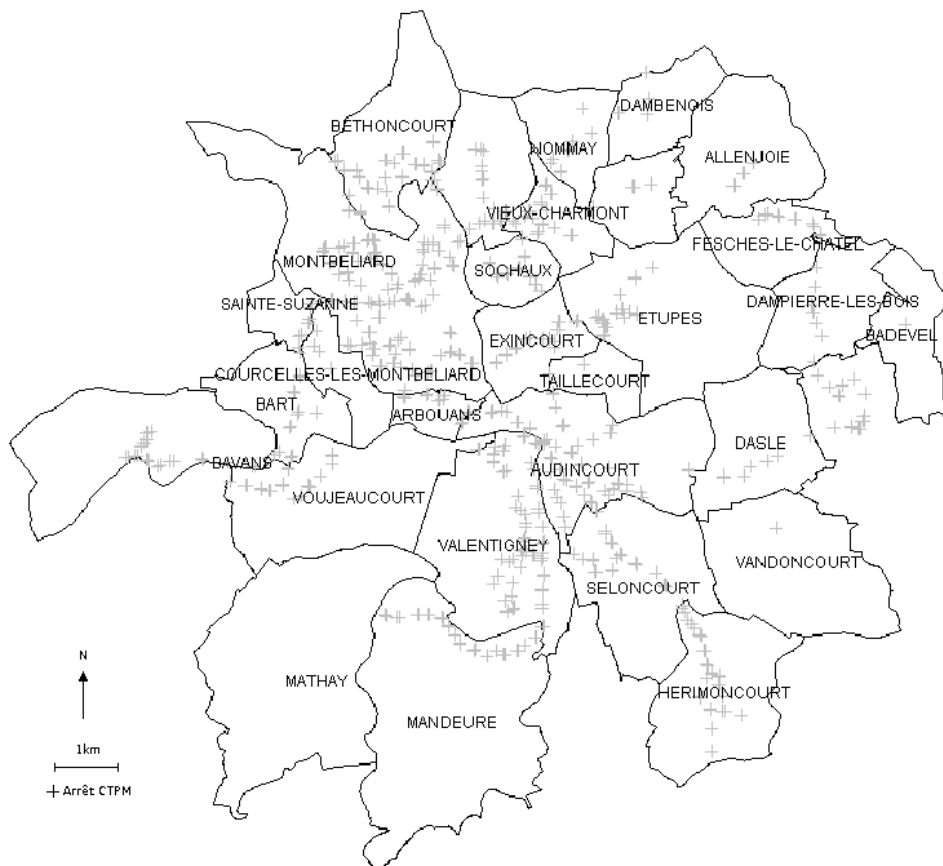 DAMBENOIS
BETHONCOURT
NOMMAY
ALLENJOIE
VIEUX-CHARMONT
FESCHES-LE-CHATEL
MONTBELIARD
SOCHAUX
SAINTE-SUZANNE
DAMPIERRE-LES-BOIS
ETUPES
BADEVEL
EXINCOURT
COURCELLES-LES-MONTBELIARD
TAILLECOURT
BART
ARBOUANS
DASLE
BAVANS
AUDINCOURT
VOUJEAUCOURT
VALENTIGNEY
VANDONCOURT
SELONCOURT
MATHAY
HERIMONCOURT
MANDEURE
N
1km
Arrêt CTPM